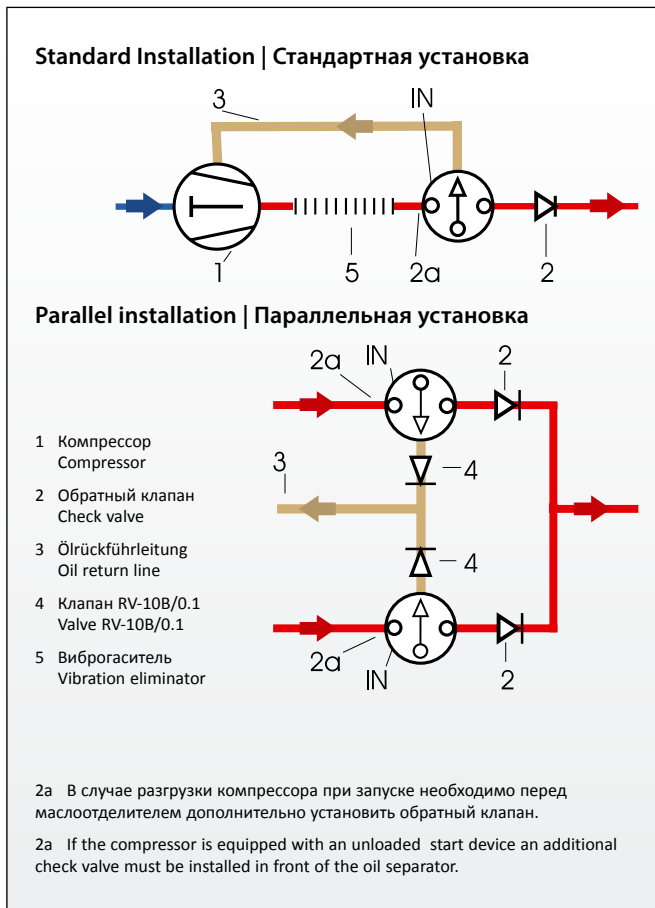 Standard Installation | Стандартная установка
3
IN
1
5
2a
2
Parallel installation | Параллельная установка
2a
IN
2
4
3
4
2a
IN
2
1 Компрессор
Compressor
2 Обратный клапан
Check valve
3 Ölrückführleitung
Oil return line
4 Клапан RV-10B/0.1
Valve RV-10B/0.1
5 Виброгаситель
Vibration eliminator
2a В случае разгрузки компрессора при запуске необходимо перед
маслоотделителем дополнительно установить обратный клапан.
2a If the compressor is equipped with an unloaded start device an additional
check valve must be installed in front of the oil separator.